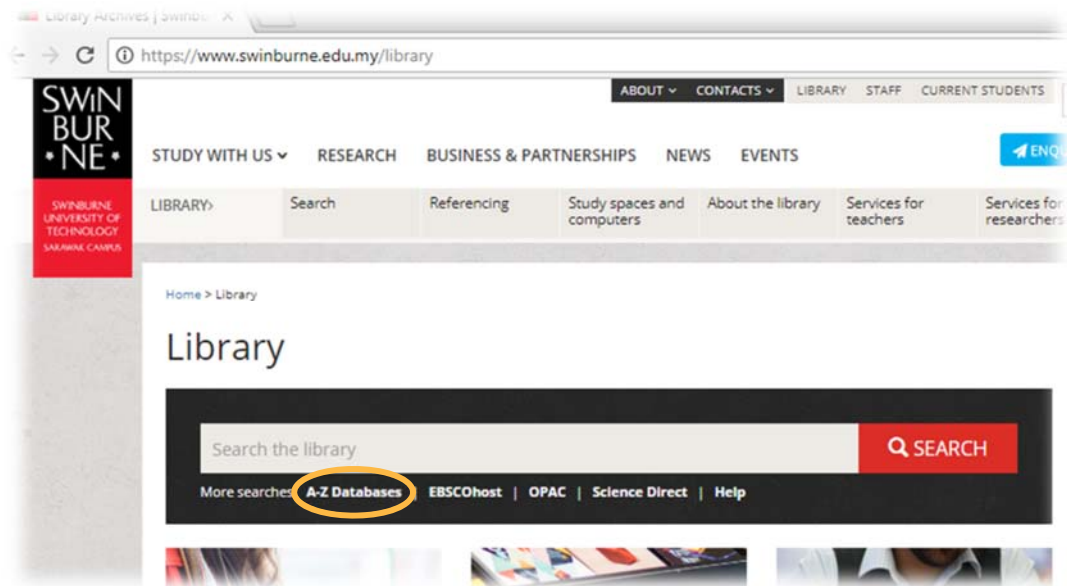 Library Archives | Swinbu
https://www.swinburne.edu.my/library
SWiN
BUR
• NE •
SWINBURNE
UNIVERSITY OF
TECHNOLOGY
SARAWAK CAMPUS
ABOUT CONTACTS LIBRARY STAFF CURRENT STUDENTS
STUDY WITH US RESEARCH BUSINESS & PARTNERSHIPS NEWS EVENTS
ENQU
LIBRARY› Search Referencing Study spaces and computers About the library Services for teachers Services for researchers
Home > Library
Library
Search the library
SEARCH
More searches A-Z Databases | EBSCOhost | OPAC | Science Direct | Help